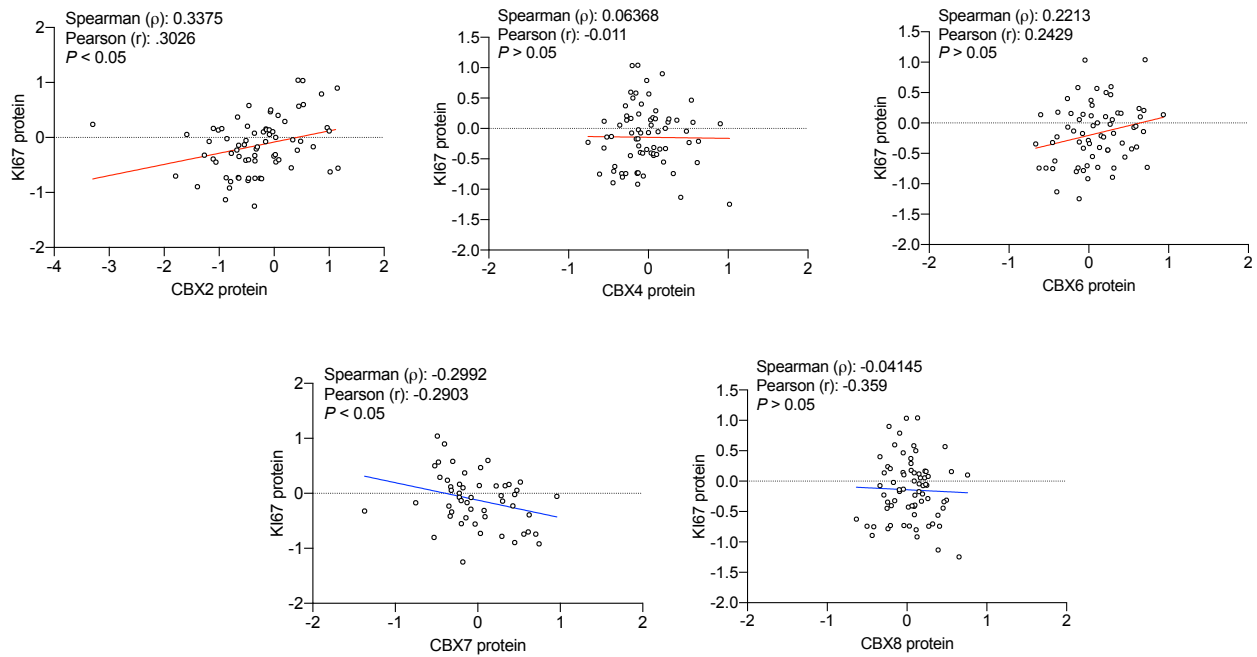 Spearman (ρ): 0.3375
Pearson (r): .3026
P < 0.05
2
1
0
-1
-2
KI67 protein
-4
-3
-2
-1
0
1
2
CBX2 protein
Spearman (ρ): 0.06368
Pearson (r): -0.011
P > 0.05
1.5
1.0
0.5
0.0
-0.5
-1.0
-1.5
-2.0
KI67 protein
-2
-1
0
1
2
CBX4 protein
Spearman (ρ): 0.2213
Pearson (r): 0.2429
P > 0.05
1.5
1.0
0.5
0.0
-0.5
-1.0
-1.5
-2.0
KI67 protein
-2
-1
0
1
2
CBX6 protein
Spearman (ρ): -0.2992
Pearson (r): -0.2903
P < 0.05
2
1
0
-1
-2
KI67 protein
-2
-1
0
1
2
CBX7 protein
Spearman (ρ): -0.04145
Pearson (r): -0.359
P > 0.05
1.5
1.0
0.5
0.0
-0.5
-1.0
-1.5
-2.0
KI67 protein
-2
-1
0
1
2
CBX8 protein